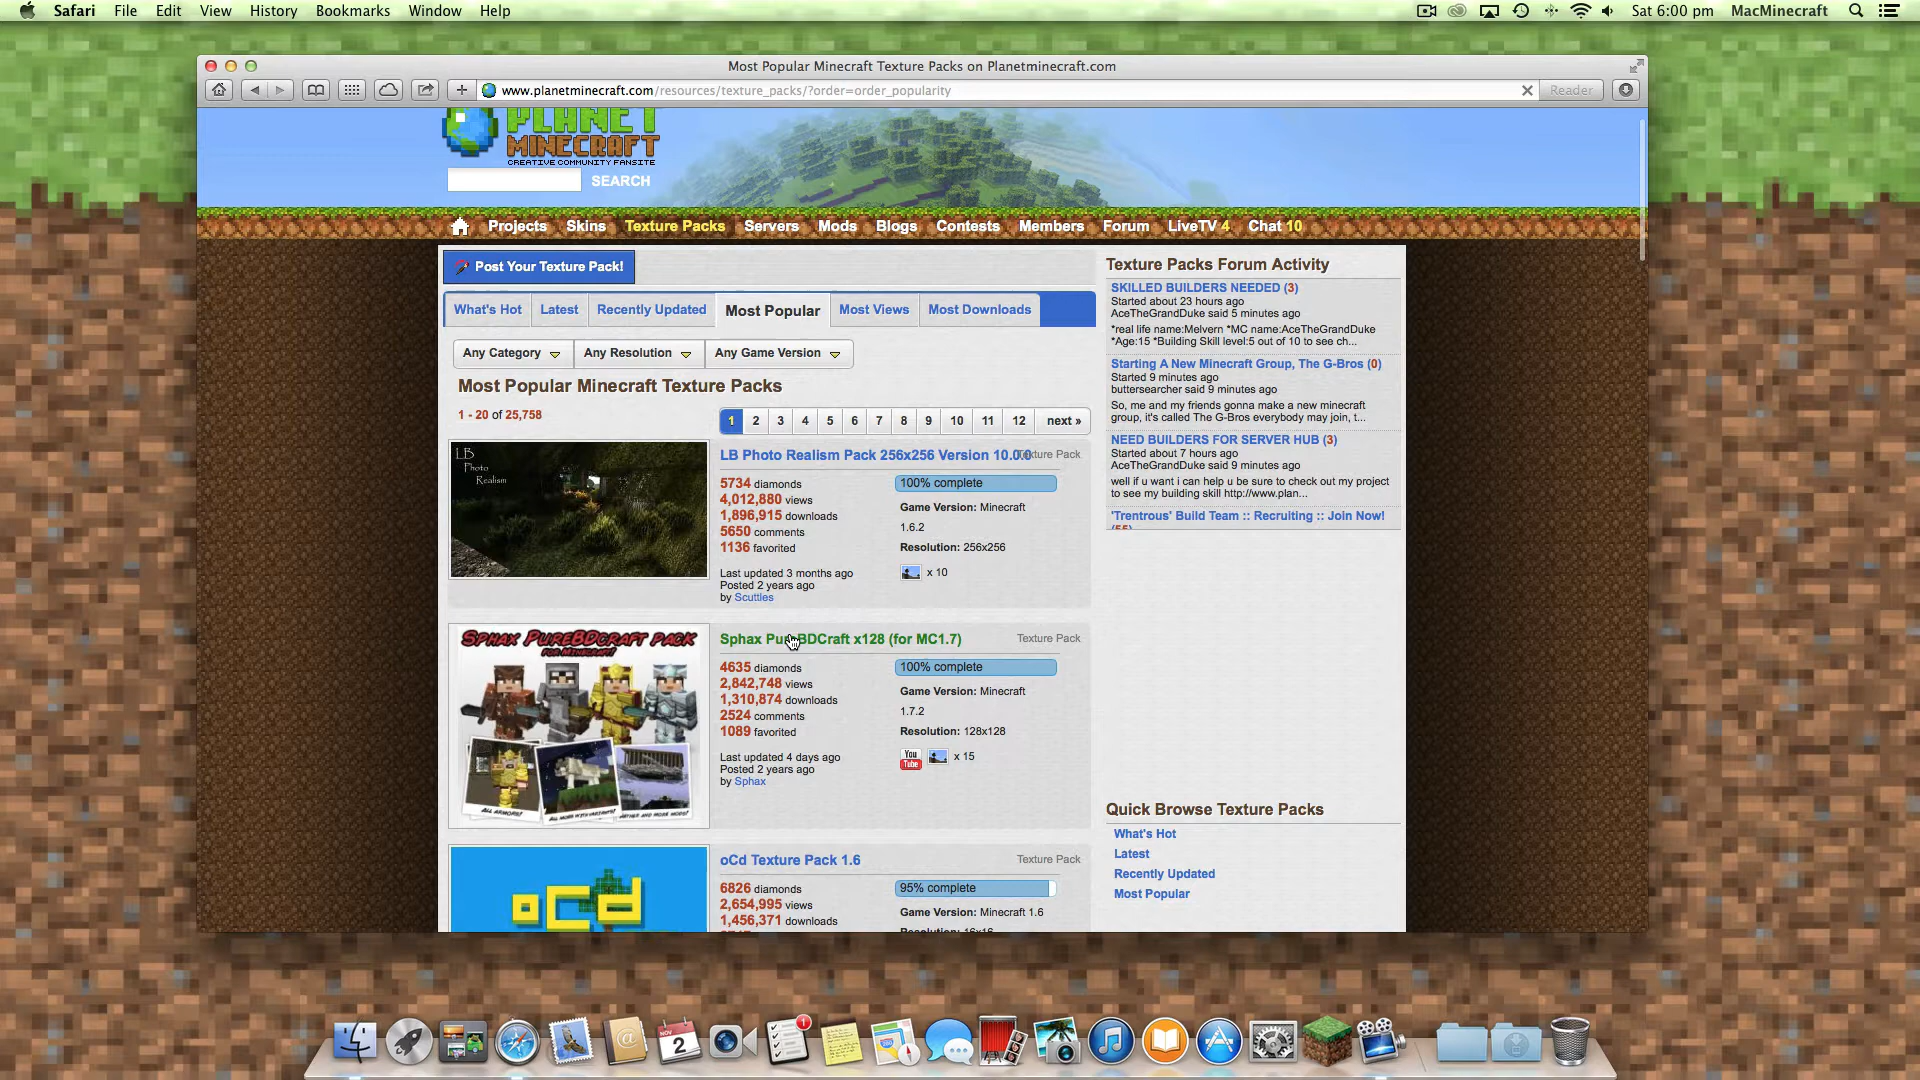 Safari File Edit View History Bookmarks Window Help
Sat 6:00 pm MacMinecraft
Most Popular Minecraft Texture Packs on Planetminecraft.com
www.planetminecraft.com/resources/texture_packs/?order=order_popularity
Reader
PLANET
MINECRAFT
CREATIVE COMMUNITY FANSITE
SEARCH
Projects Skins Texture Packs Servers Mods Blogs Contests Members Forum LiveTV 4 Chat 10
Post Your Texture Pack!
What's Hot Latest Recently Updated Most Popular Most Views Most Downloads
Any Category Any Resolution Any Game Version
Most Popular Minecraft Texture Packs
1 - 20 of 25,758
1 2 3 4 5 6 7 8 9 10 11 12 next »
LB
Photo
Realism
LB Photo Realism Pack 256x256 Version 10.0.0
Texture Pack
5734 diamonds
4,012,880 views
1,896,915 downloads
5650 comments
1136 favorited
Last updated 3 months ago
Posted 2 years ago
by Scuttles
100% complete
Game Version: Minecraft
1.6.2
Resolution: 256x256
x 10
SPHAX PUREBDCRAFT PACK
FOR MINECRAFT!
ALL ARMORS!
Sphax PureBDCraft x128 (for MC1.7)
Texture Pack
4635 diamonds
2,842,748 views
1,310,874 downloads
2524 comments
1089 favorited
Last updated 4 days ago
Posted 2 years ago
by Sphax
100% complete
Game Version: Minecraft
1.7.2
Resolution: 128x128
You
Tube
x 15
ocd
oCd Texture Pack 1.6
Texture Pack
6826 diamonds
2,654,995 views
1,456,371 downloads
95% complete
Game Version: Minecraft 1.6
Resolution: 16x16
Texture Packs Forum Activity
SKILLED BUILDERS NEEDED (3)
Started about 23 hours ago
AceTheGrandDuke said 5 minutes ago
*real life name:Melvern *MC name:AceTheGrandDuke
*Age:15 *Building Skill level:5 out of 10 to see ch...
Starting A New Minecraft Group, The G-Bros (0)
Started 9 minutes ago
buttersearcher said 9 minutes ago
So, me and my friends gonna make a new minecraft
group, it's called The G-Bros everybody may join, t...
NEED BUILDERS FOR SERVER HUB (3)
Started about 7 hours ago
AceTheGrandDuke said 9 minutes ago
well if u want i can help u be sure to check out my project
to see my building skill http://www.plan...
'Trentrous' Build Team :: Recruiting :: Join Now!
(55)
Quick Browse Texture Packs
What's Hot
Latest
Recently Updated
Most Popular
NOV
2
1